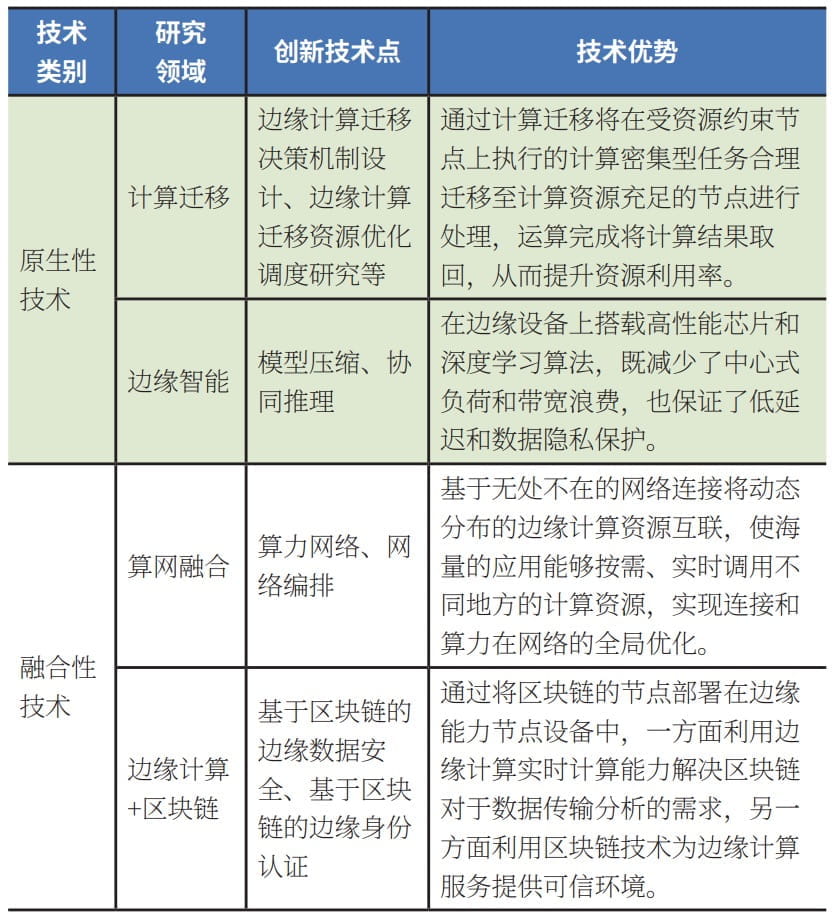 技术
类别
研究
领域
创新技术点
技术优势
原生性
技术
计算迁移
边缘计算迁移
决策机制设
计、边缘计算
迁移资源优化
调度研究等
通过计算迁移将在受资源约束节
点上执行的计算密集型任务合理
迁移至计算资源充足的节点进行
处理，运算完成将计算结果取
回，从而提升资源利用率。
边缘智能
模型压缩、协
同推理
在边缘设备上搭载高性能芯片和
深度学习算法，既减少了中心式
负荷和带宽浪费，也保证了低延
迟和数据隐私保护。
融合性
技术
算网融合
算力网络、网
络编排
基于无处不在的网络连接将动态
分布的边缘计算资源互联，使海
量的应用能够按需、实时调用不
同地方的计算资源，实现连接和
算力在网络的全局优化。
边缘计算
+区块链
基于区块链的
边缘数据安
全、基于区块
链的边缘身份
认证
通过将区块链的节点部署在边缘
能力节点设备中，一方面利用边
缘计算实时计算能力解决区块链
对于数据传输分析的需求，另一
方面利用区块链技术为边缘计算
服务提供可信环境。